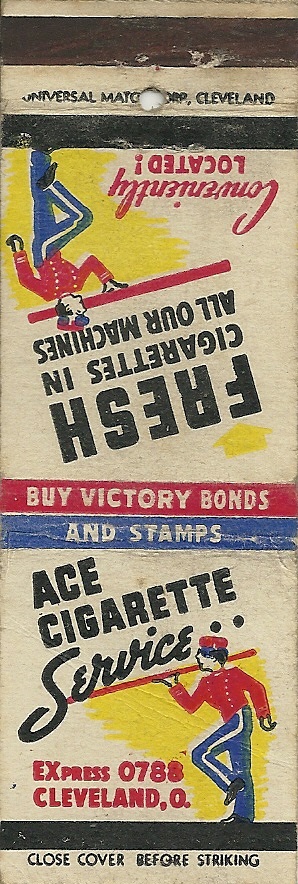 UNIVERSAL MATCH CORP., CLEVELAND
Conveniently
LOCATED!
FRESH
CIGARETTES IN
ALL OUR MACHINES
BUY VICTORY BONDS
AND STAMPS
ACE
CIGARETTE
Service..
EXPRESS 0788
CLEVELAND, O.
CLOSE COVER BEFORE STRIKING